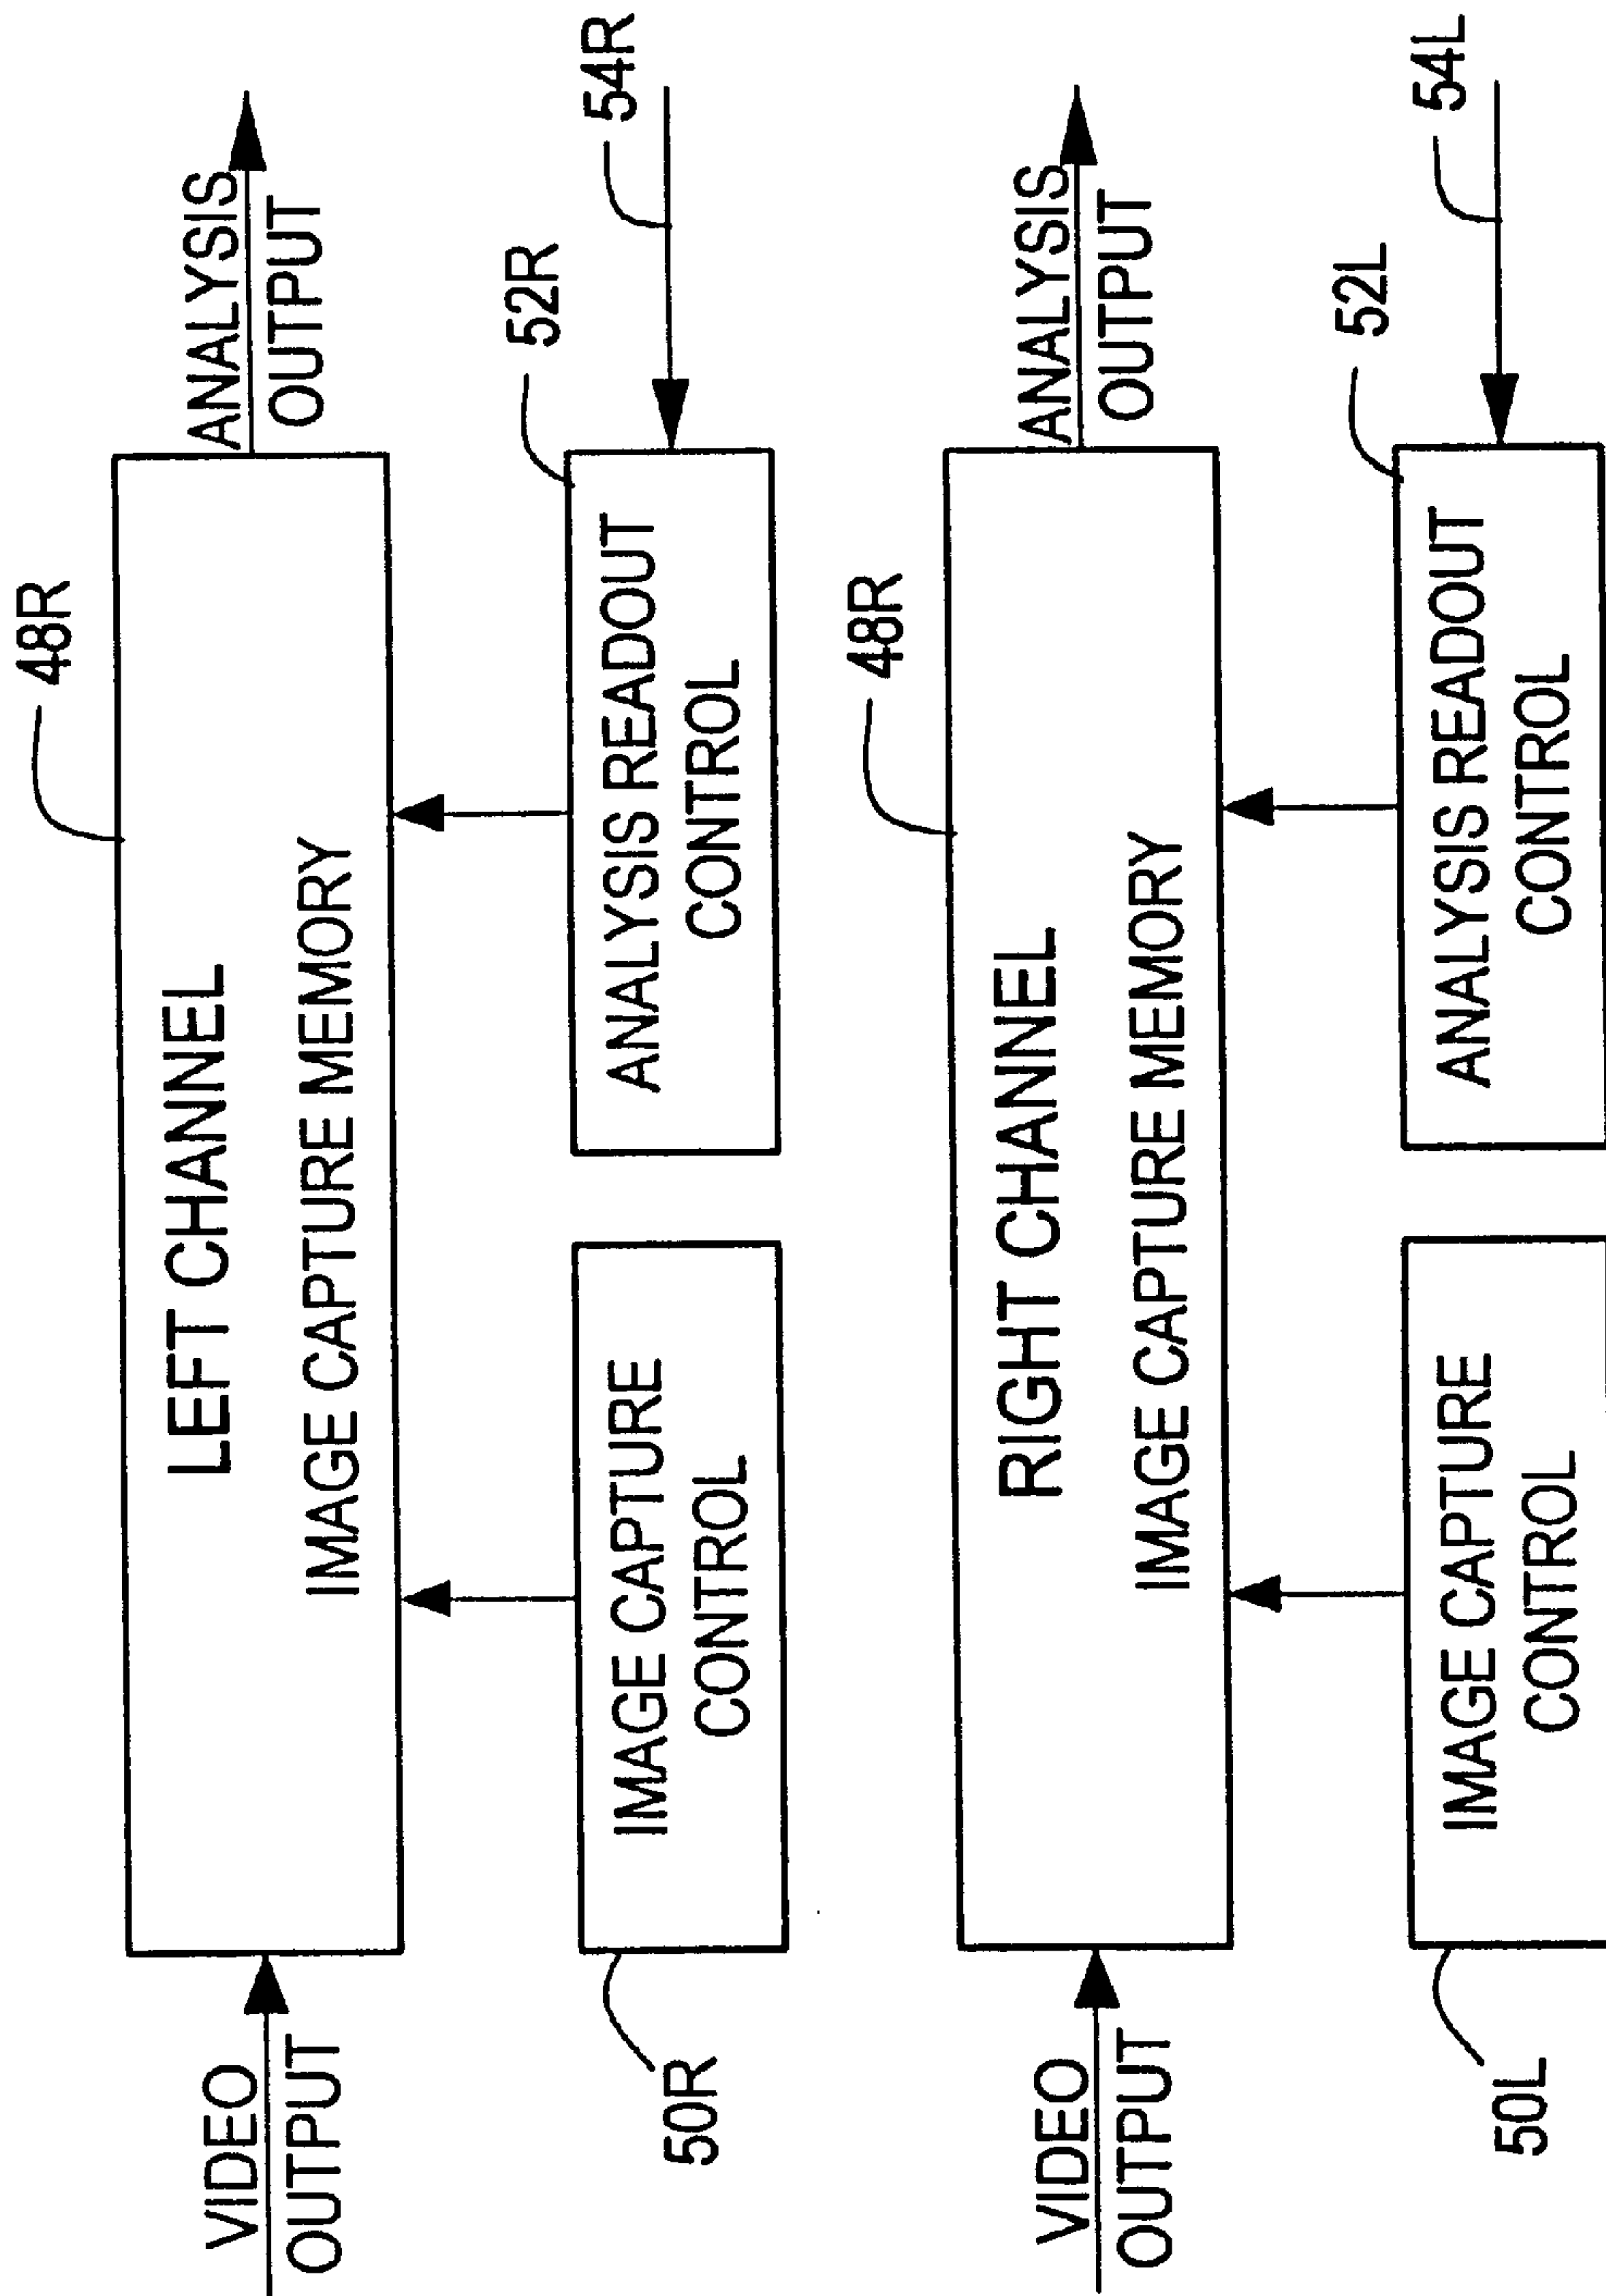 48R
LEFT CHANNEL
IMAGE CAPTURE MEMORY
VIDEO
OUTPUT
ANALYSIS
OUTPUT
50R
IMAGE CAPTURE
CONTROL
52R
ANALYSIS READOUT
CONTROL
54R
48R
RIGHT CHANNEL
IMAGE CAPTURE MEMORY
VIDEO
OUTPUT
ANALYSIS
OUTPUT
50L
IMAGE CAPTURE
CONTROL
52L
ANALYSIS READOUT
CONTROL
54L